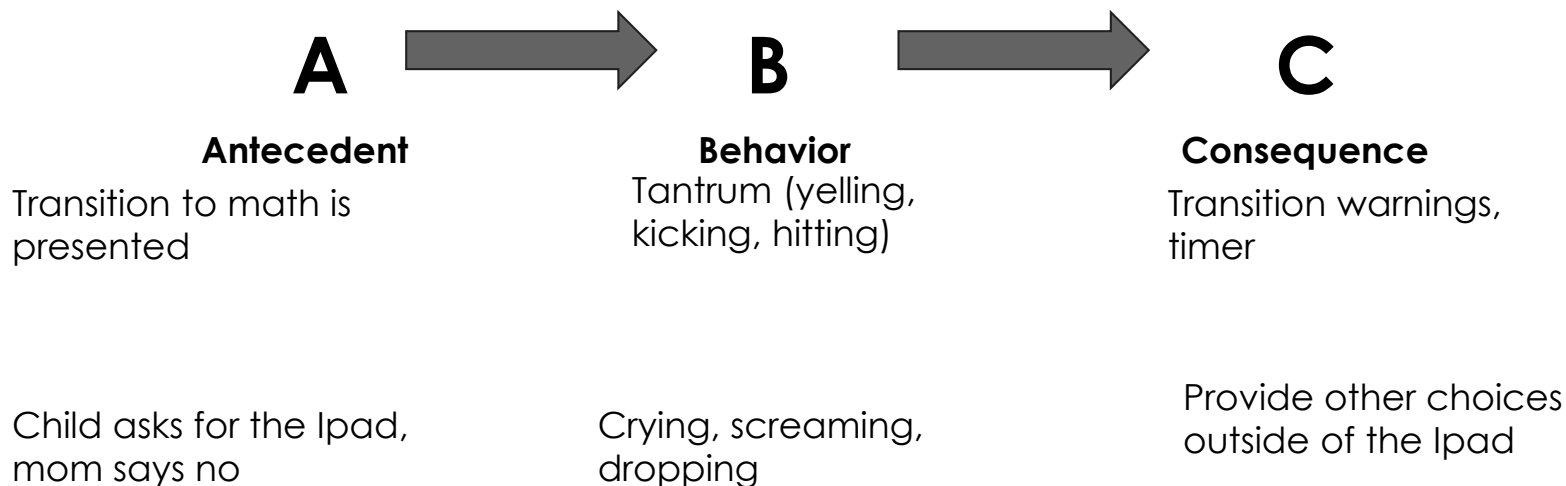 A
B
C
Antecedent
Behavior
Consequence
Transition to math is
presented
Tantrum (yelling,
kicking, hitting)
Transition warnings,
timer
Child asks for the Ipad,
mom says no
Crying, screaming,
dropping
Provide other choices
outside of the Ipad